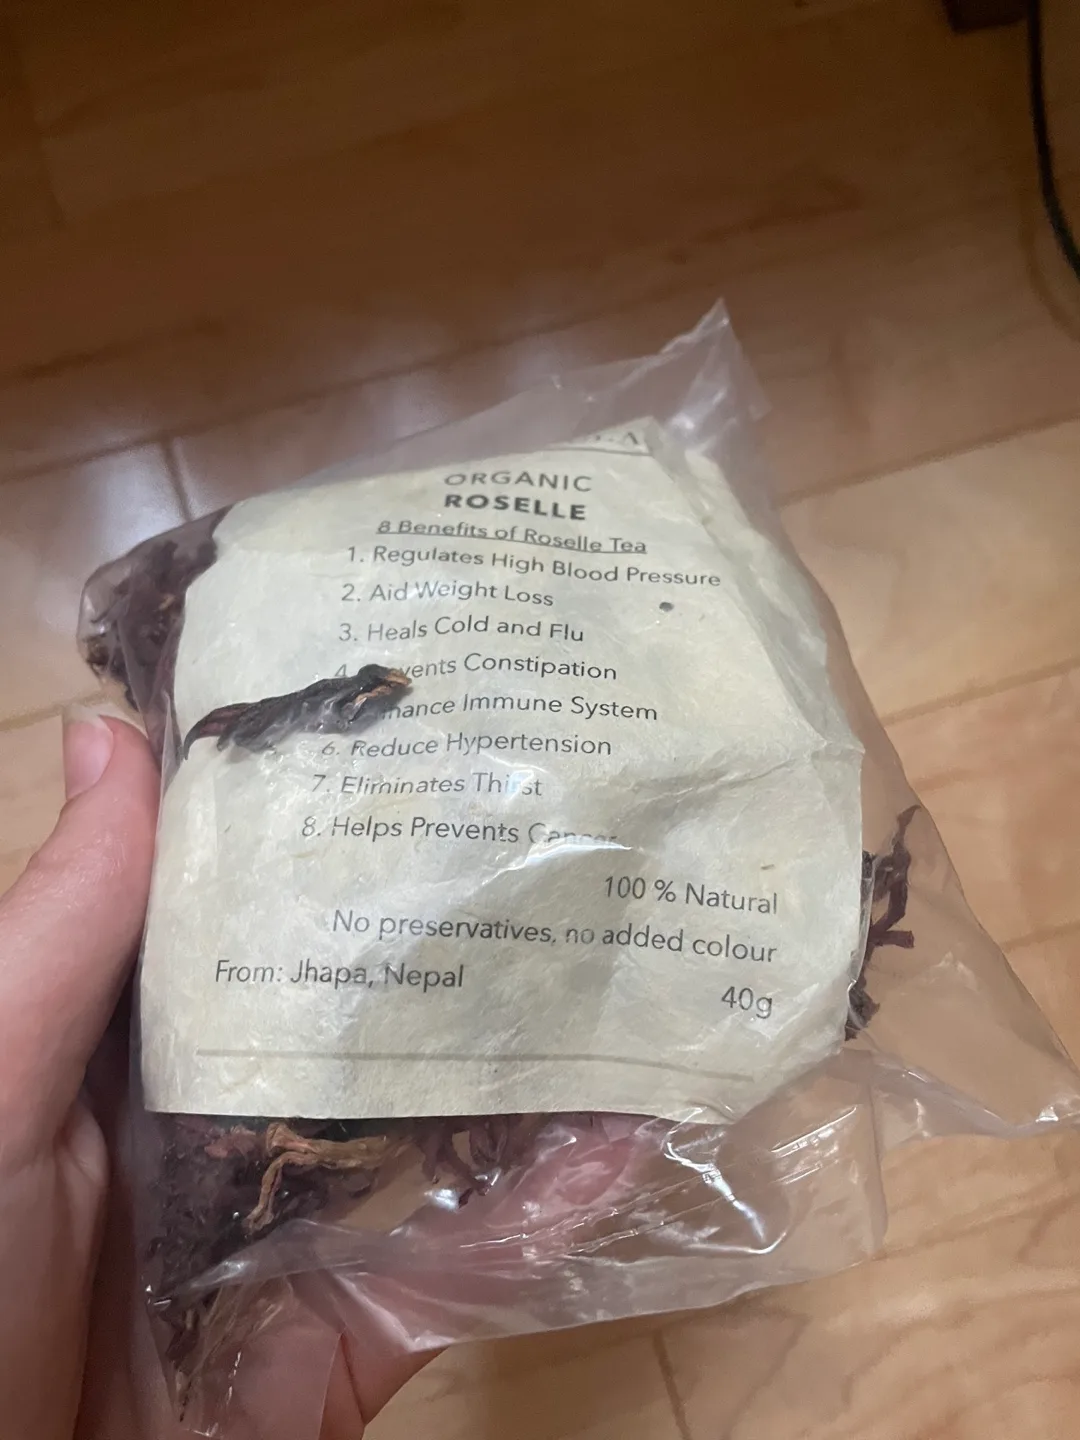 ORGANIC
ROSELLE
8 Benefits of Roselle Tea
1. Regulates High Blood Pressure
2. Aid Weight Loss
3. Heals Cold and Flu
4. Constipation
Immune System
6. Reduce Hypertension
7. Eliminates Thirst
8. Helps Prevents Cancer
100 % Natural
No preservatives, no added colour
From: Jhapa, Nepal
40g